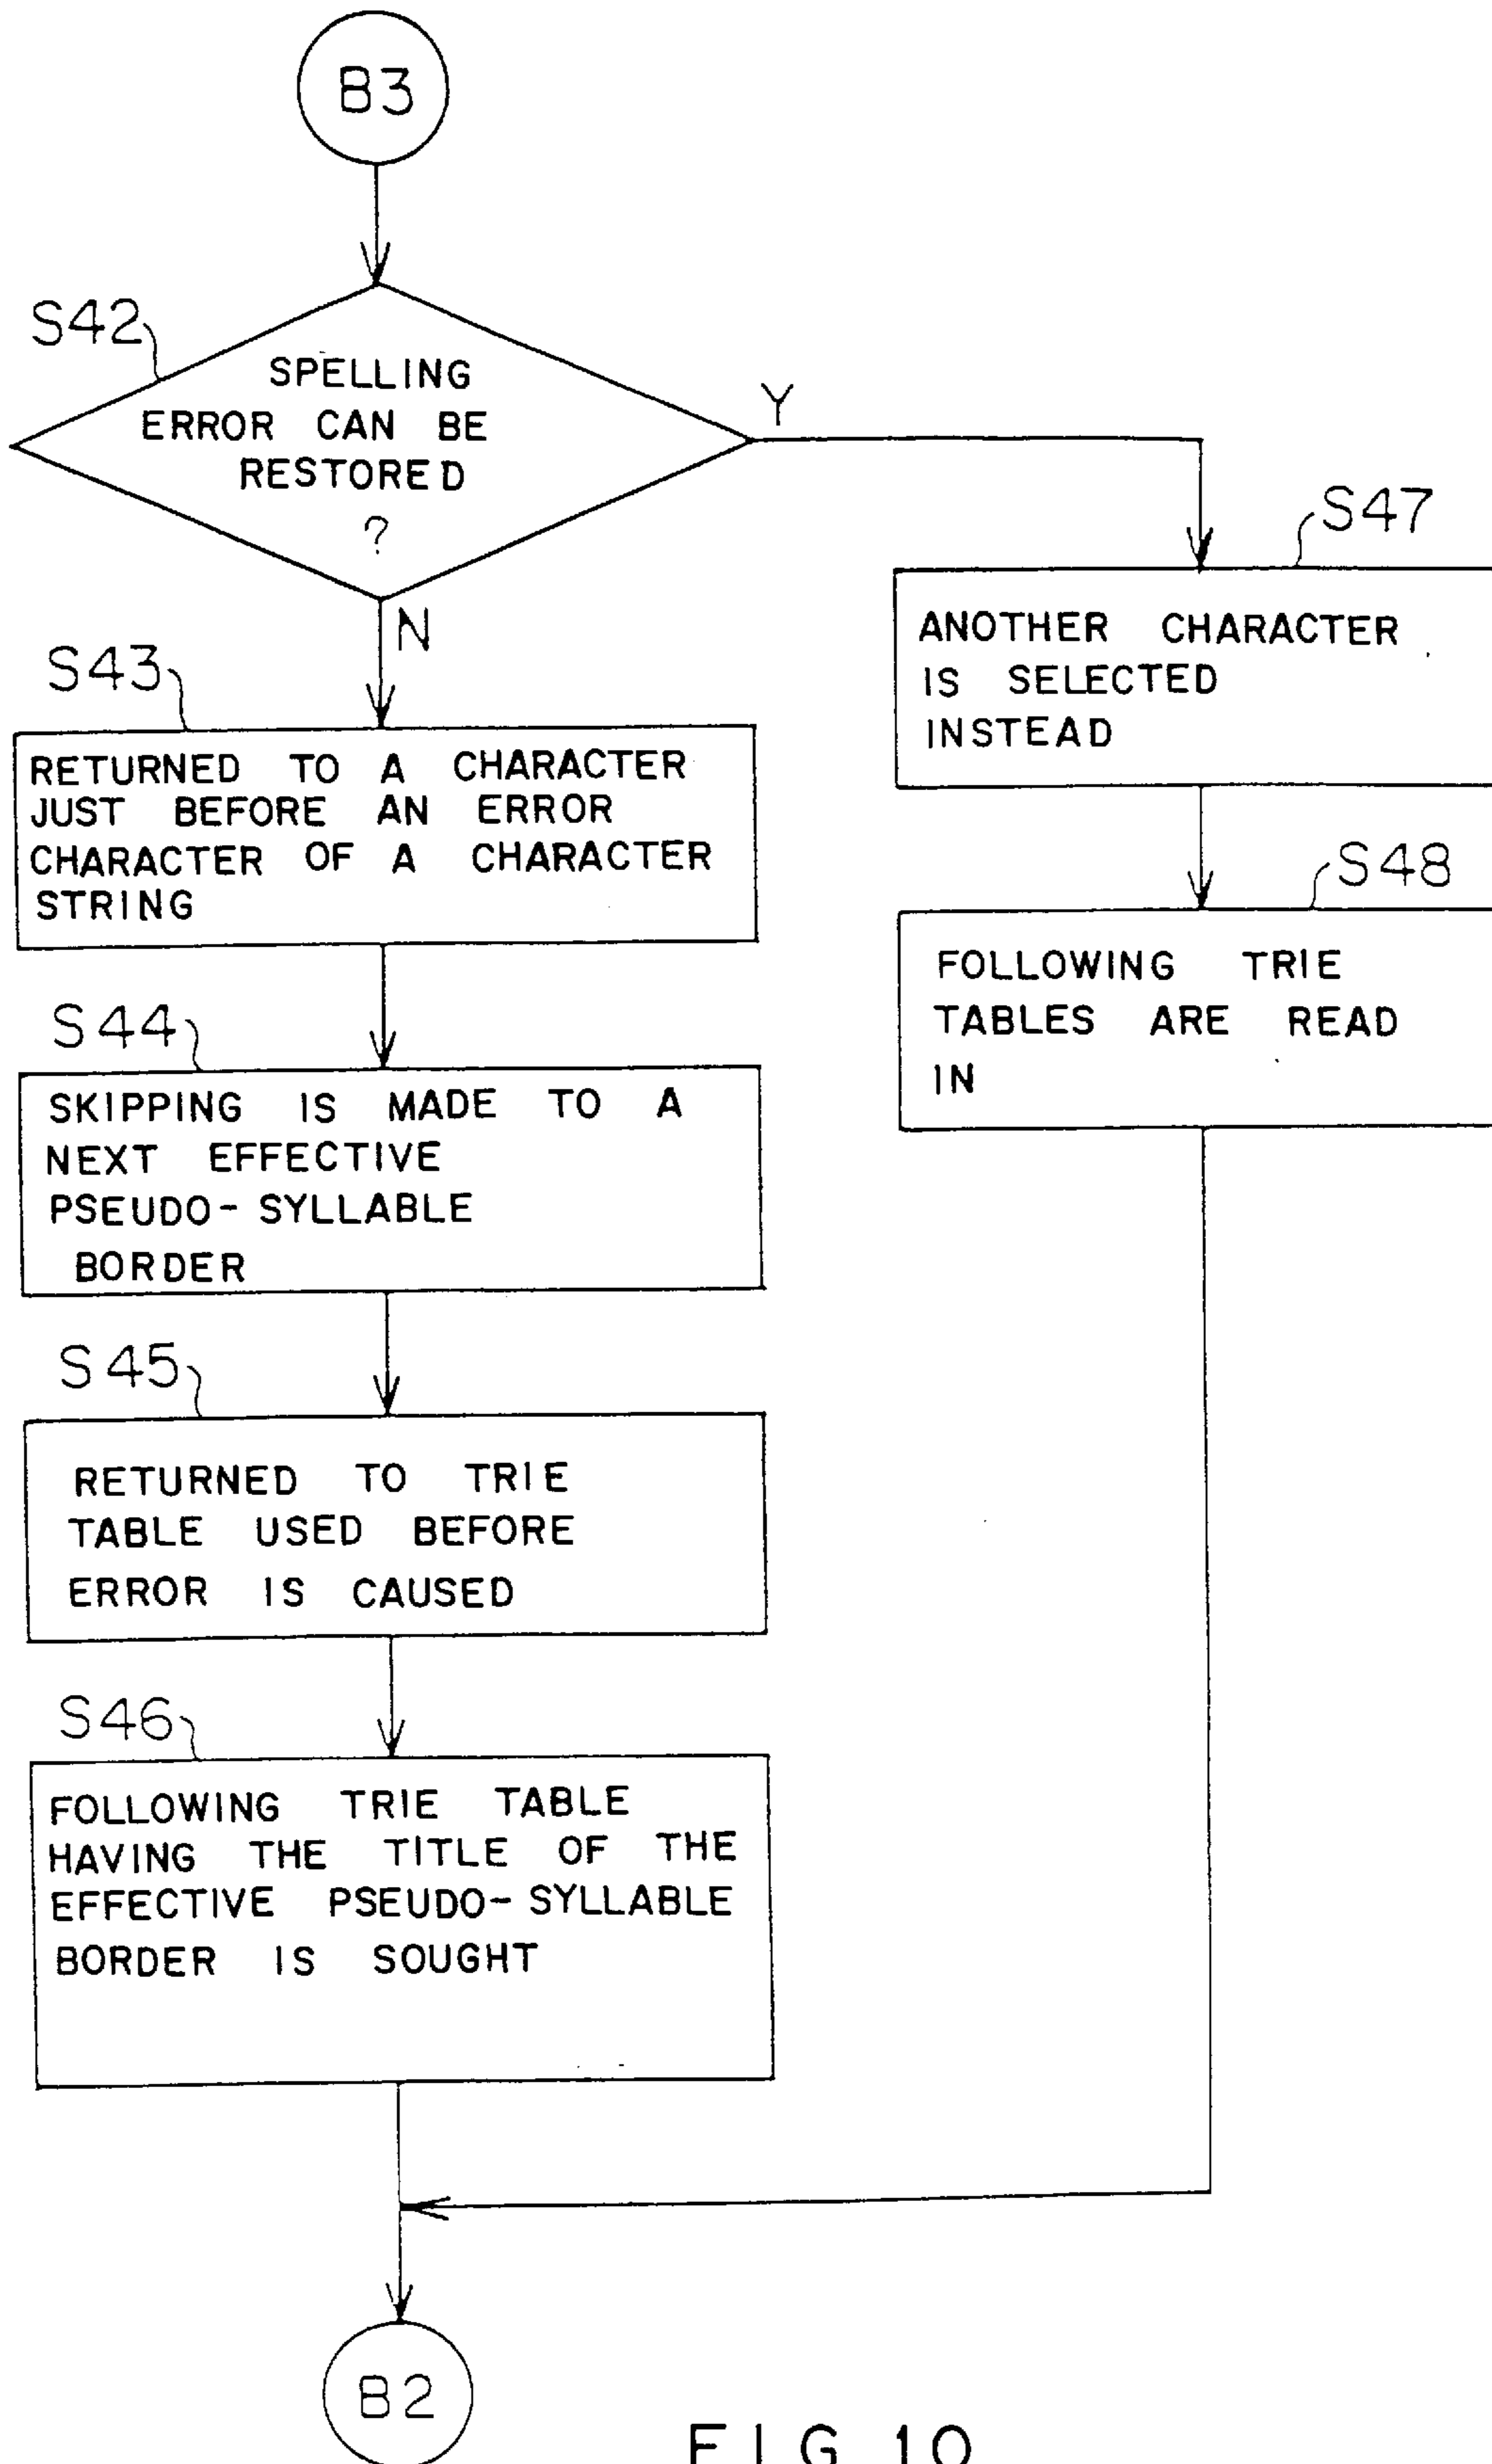 B3
S42
SPELLING
ERROR CAN BE
RESTORED
?
Y
N
S43
RETURNED TO A CHARACTER
JUST BEFORE AN ERROR
CHARACTER OF A CHARACTER
STRING
S44
SKIPPING IS MADE TO A
NEXT EFFECTIVE
PSEUDO-SYLLABLE
BORDER
S45
RETURNED TO TRIE
TABLE USED BEFORE
ERROR IS CAUSED
S46
FOLLOWING TRIE TABLE
HAVING THE TITLE OF THE
EFFECTIVE PSEUDO-SYLLABLE
BORDER IS SOUGHT
S47
ANOTHER CHARACTER
IS SELECTED
INSTEAD
S48
FOLLOWING TRIE
TABLES ARE READ
IN
B2
FIG. 10